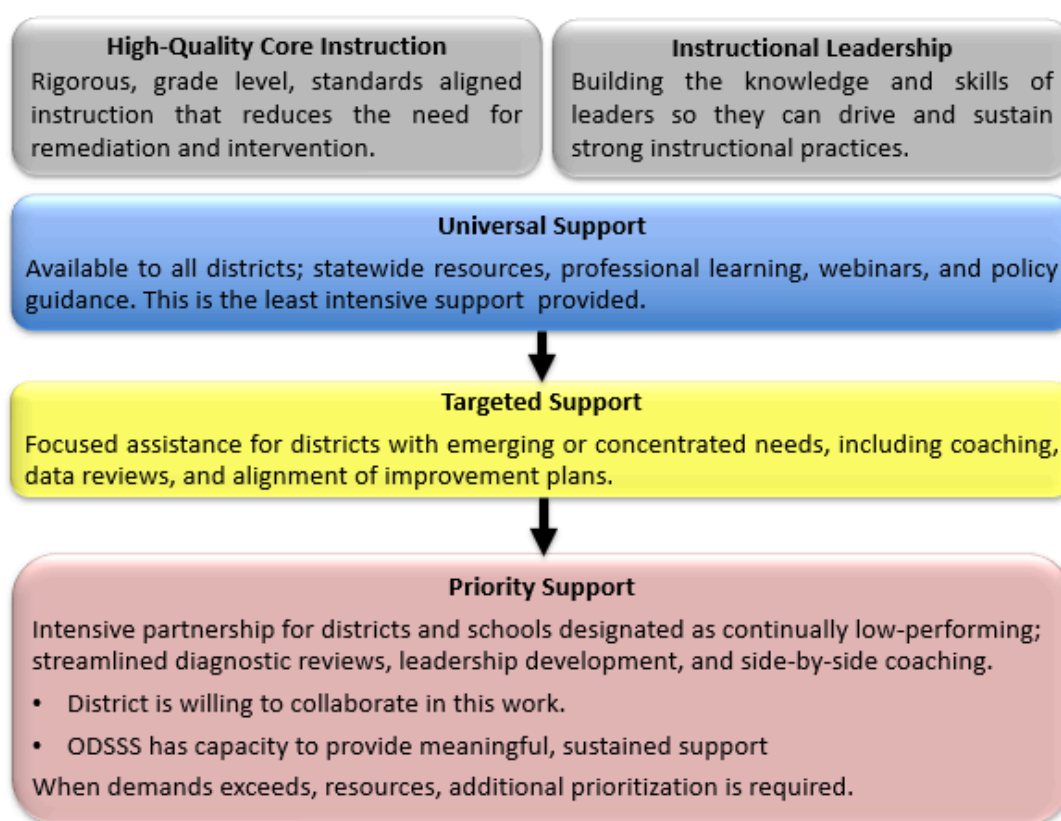 High-Quality Core Instruction
Rigorous, grade level, standards aligned
instruction that reduces the need for
remediation and intervention.
Instructional Leadership
Building the knowledge and skills of
leaders so they can drive and sustain
strong instructional practices.
Universal Support
Available to all districts; statewide resources, professional learning, webinars, and policy
guidance. This is the least intensive support provided.
Targeted Support
Focused assistance for districts with emerging or concentrated needs, including coaching,
data reviews, and alignment of improvement plans.
Priority Support
Intensive partnership for districts and schools designated as continually low-performing;
streamlined diagnostic reviews, leadership development, and side-by-side coaching.
• District is willing to collaborate in this work.
• ODSSS has capacity to provide meaningful, sustained support
When demands exceeds, resources, additional prioritization is required.